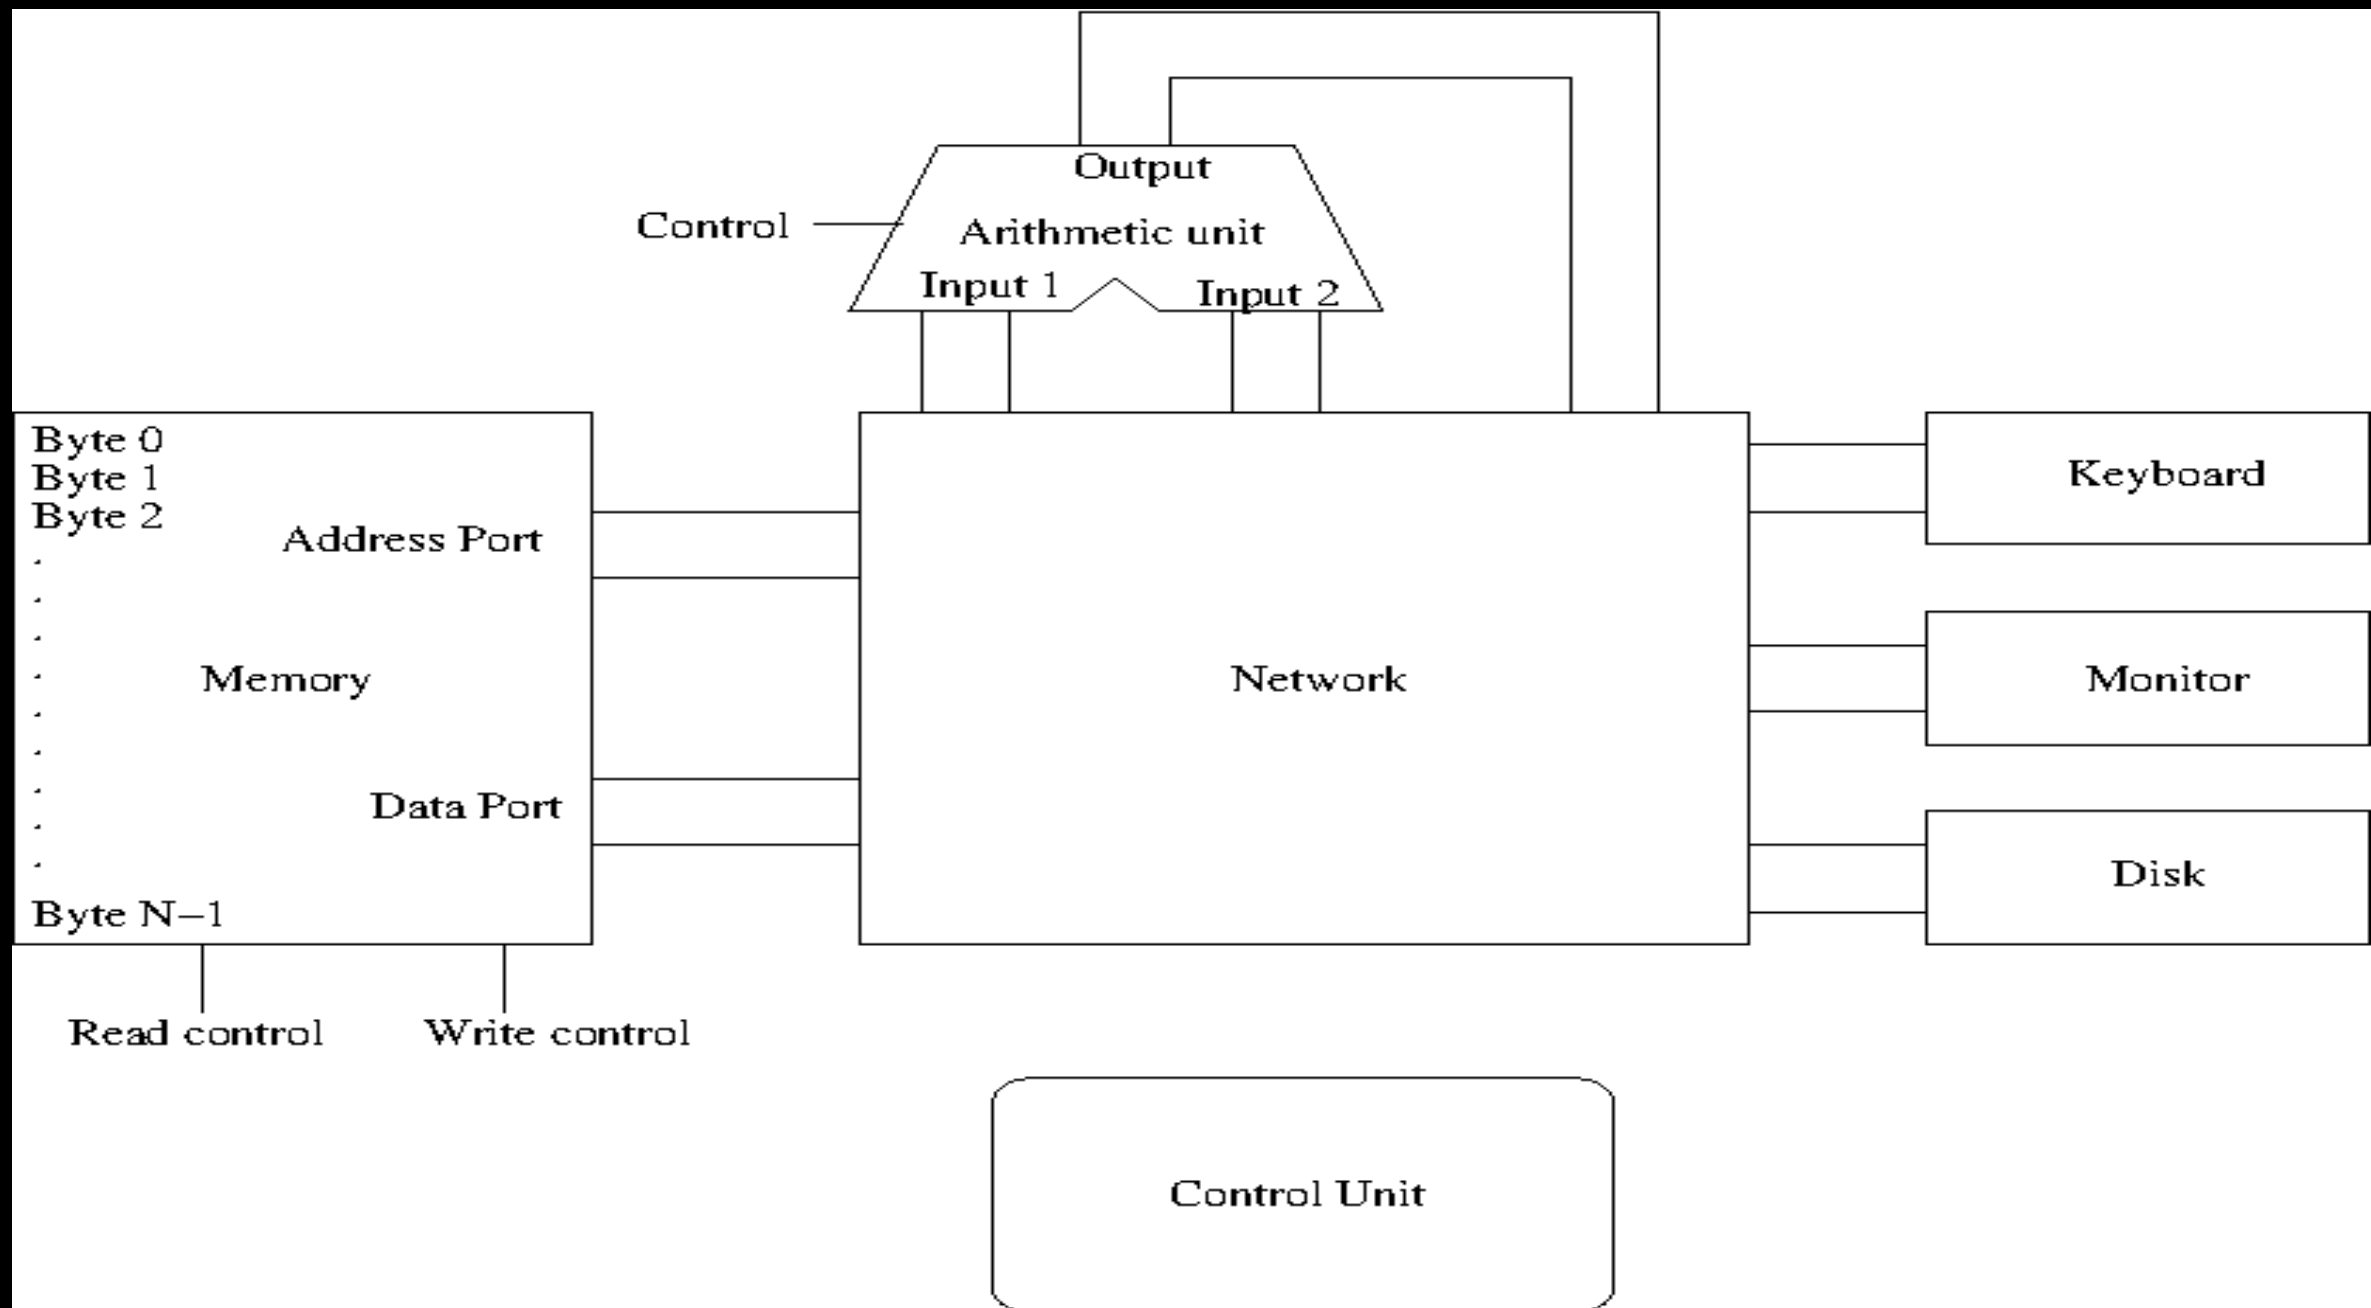 Output
Control
Arithmetic unit
Input 1
Input 2
Byte 0
Byte 1
Byte 2
Address Port
Memory
Data Port
Byte N−1
Read control
Write control
Network
Keyboard
Monitor
Disk
Control Unit